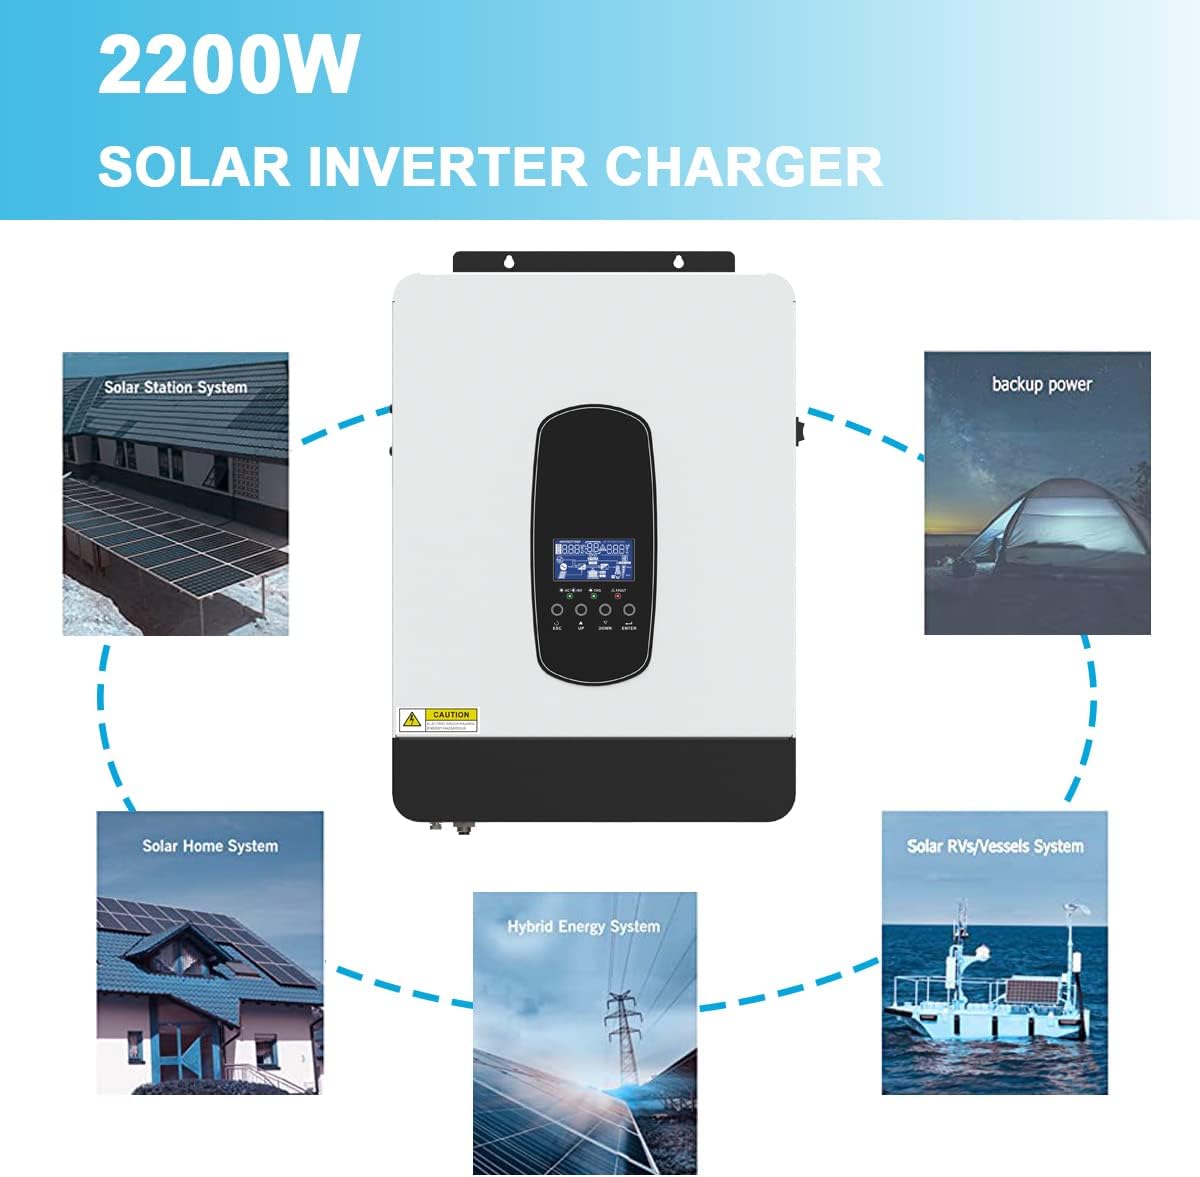 2200W
SOLAR INVERTER CHARGER
Solar Station System
backup power
AC/INV CHG FAULT
ESC UP DOWN ENTER
CAUTION
Solar Home System
Solar RVs/Vessels System
Hybrid Energy System